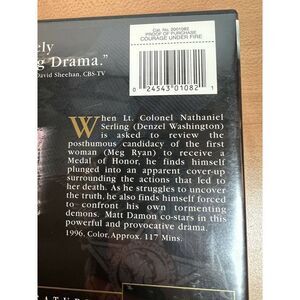 Cat. No. 2001082
PROOF OF PURCHASE
COURAGE UNDER FIRE
0 24543 01082 1
ely
g Drama."
David Sheehan, CBS-TV
When Lt. Colonel Nathaniel
Serling (Denzel Washington)
is asked to review the
posthumous candidacy of the first
woman (Meg Ryan) to receive a
Medal of Honor, he finds himself
plunged into an apparent cover-up
surrounding the actions that led to
her death. As he struggles to uncover
the truth, he also finds himself forced
to confront his own tormenting
demons. Matt Damon co-stars in this
powerful and provocative drama.
1996. Color. Approx. 117 Mins.